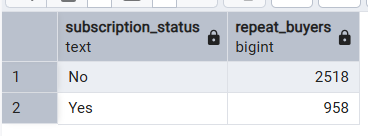 subscription_status repeat_buyers
text bigint
1 No 2518
2 Yes 958